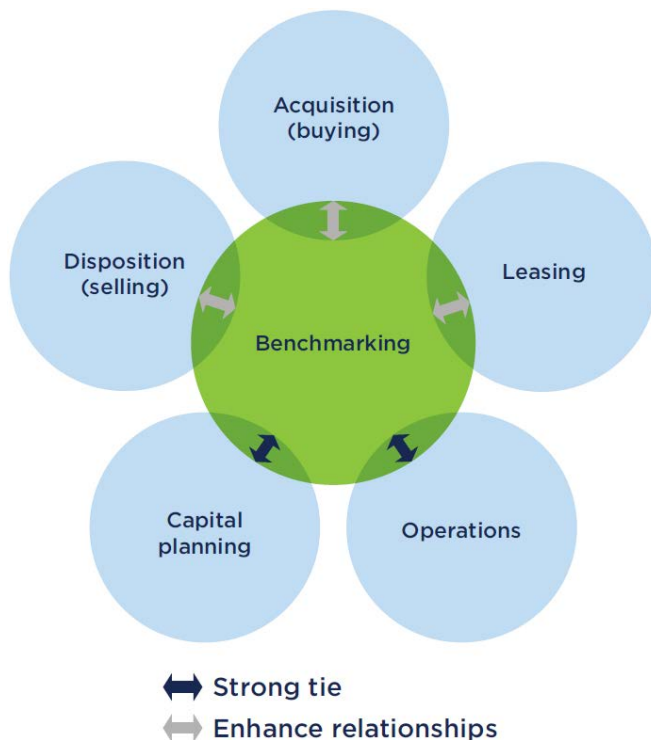 Acquisition
(buying)
Disposition
(selling)
Leasing
Benchmarking
Capital
planning
Operations
Strong tie
Enhance relationships